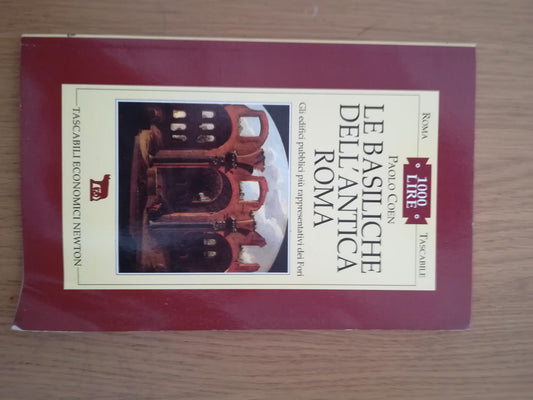 ROMA
1000
LIRE
TASCABILE
PAOLO COEN
LE BASILICHE
DELL'ANTICA
ROMA
Gli edifici pubblici più rappresentativi dei Fori
TASCABILI ECONOMICI NEWTON